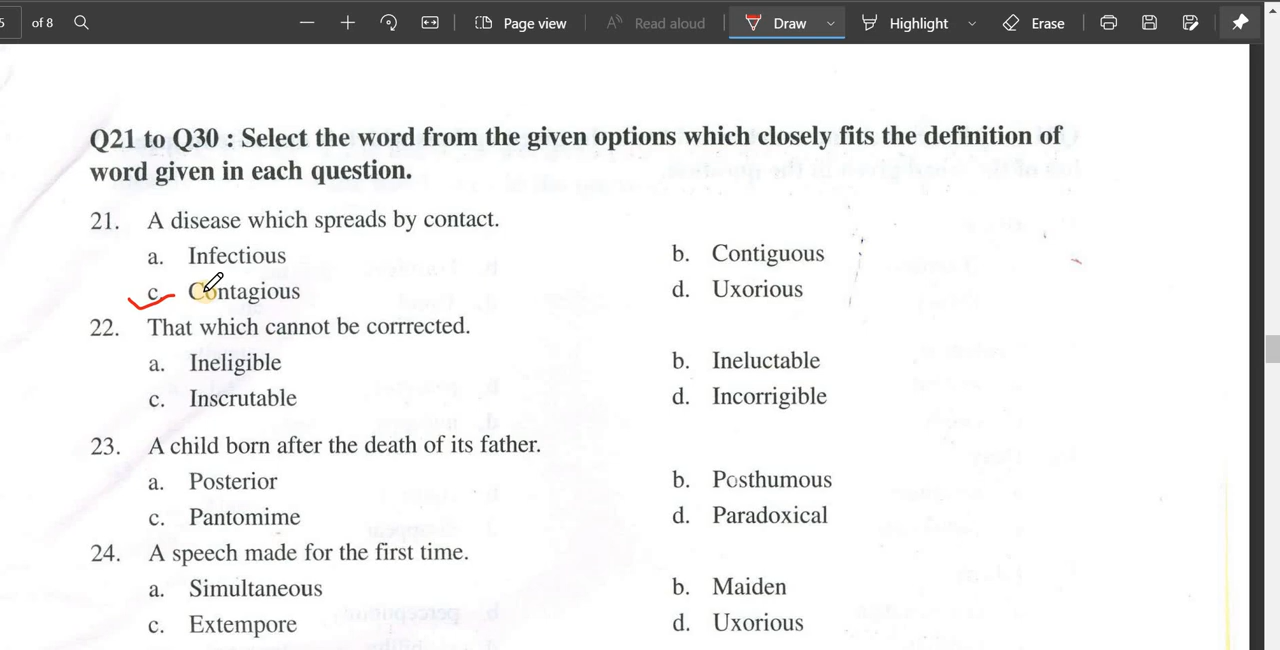 5 of 8 Page view Read aloud Draw Highlight Erase
Q21 to Q30 : Select the word from the given options which closely fits the definition of
word given in each question.
21. A disease which spreads by contact.
a. Infectious b. Contiguous
c. Contagious d. Uxorious
22. That which cannot be corrrected.
a. Ineligible b. Ineluctable
c. Inscrutable d. Incorrigible
23. A child born after the death of its father.
a. Posterior b. Posthumous
c. Pantomime d. Paradoxical
24. A speech made for the first time.
a. Simultaneous b. Maiden
c. Extempore d. Uxorious